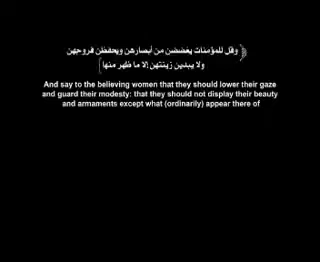 ﴿ وقل للمؤمنات يغضضن من أبصارهن ويحفظن فروجهن
ولا يبدين زينتهن إلا ما ظهر منها ﴾
And say to the believing women that they should lower their gaze
and guard their modesty: that they should not display their beauty
and armaments except what (ordinarily) appear there of